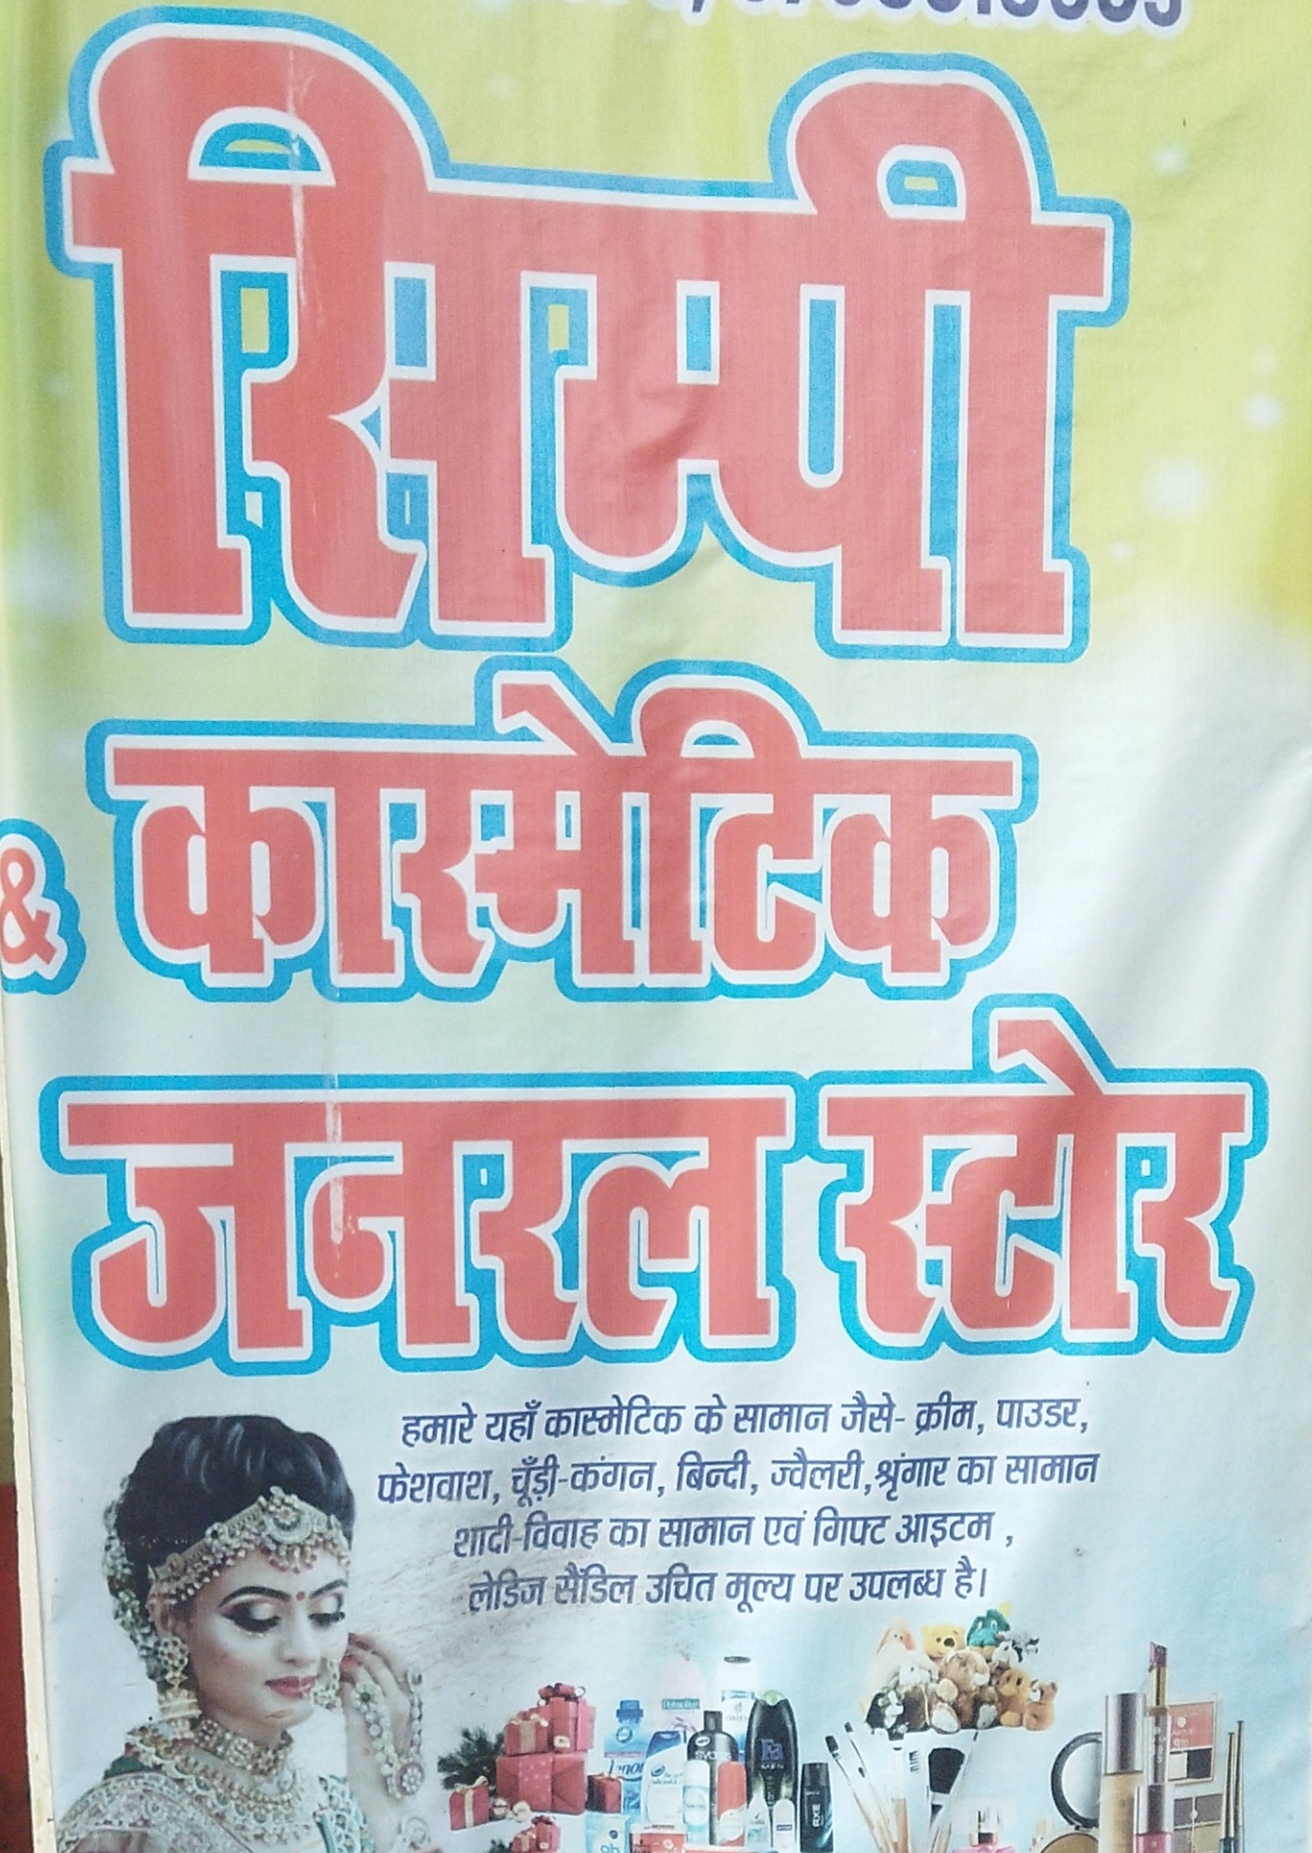 सिम्पी
& कास्मेटिक
जनरल स्टोर
हमारे यहाँ कास्मेटिक के सामान जैसे- क्रीम, पाउडर,
फेशवाश, चूँड़ी-कंगन, बिन्दी, ज्वैलरी,श्रृंगार का सामान
शादी-विवाह का सामान एवं गिफ्ट आइटम ,
लेडिज सैंडिल उचित मूल्य पर उपलब्ध है।